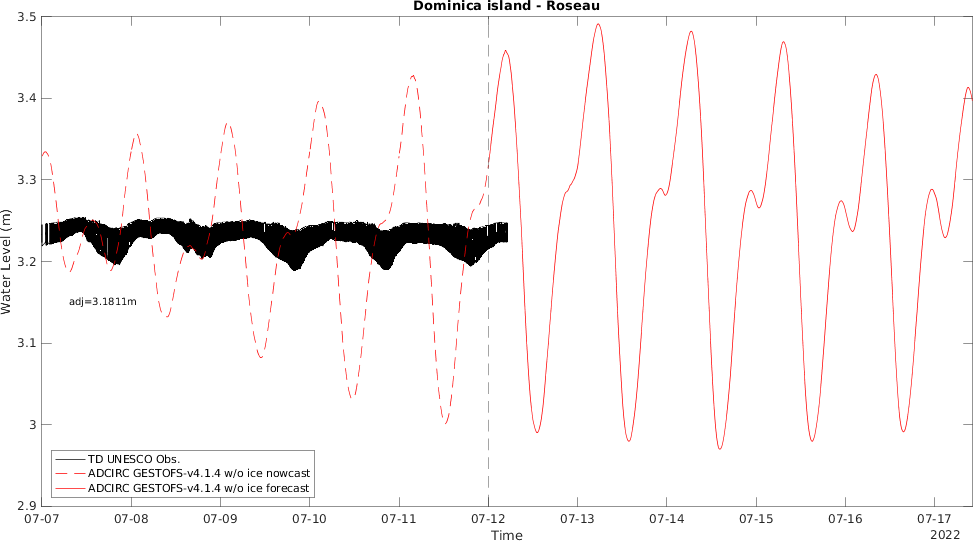 Dominica island - Roseau
3.5
3.4
3.3
3.2
3.1
3
2.9
Water Level (m)
adj=3.1811m
TD UNESCO Obs.
ADCIRC GESTOFS-v4.1.4 w/o ice nowcast
ADCIRC GESTOFS-v4.1.4 w/o ice forecast
07-07 07-08 07-09 07-10 07-11 07-12 07-13 07-14 07-15 07-16 07-17
Time
2022